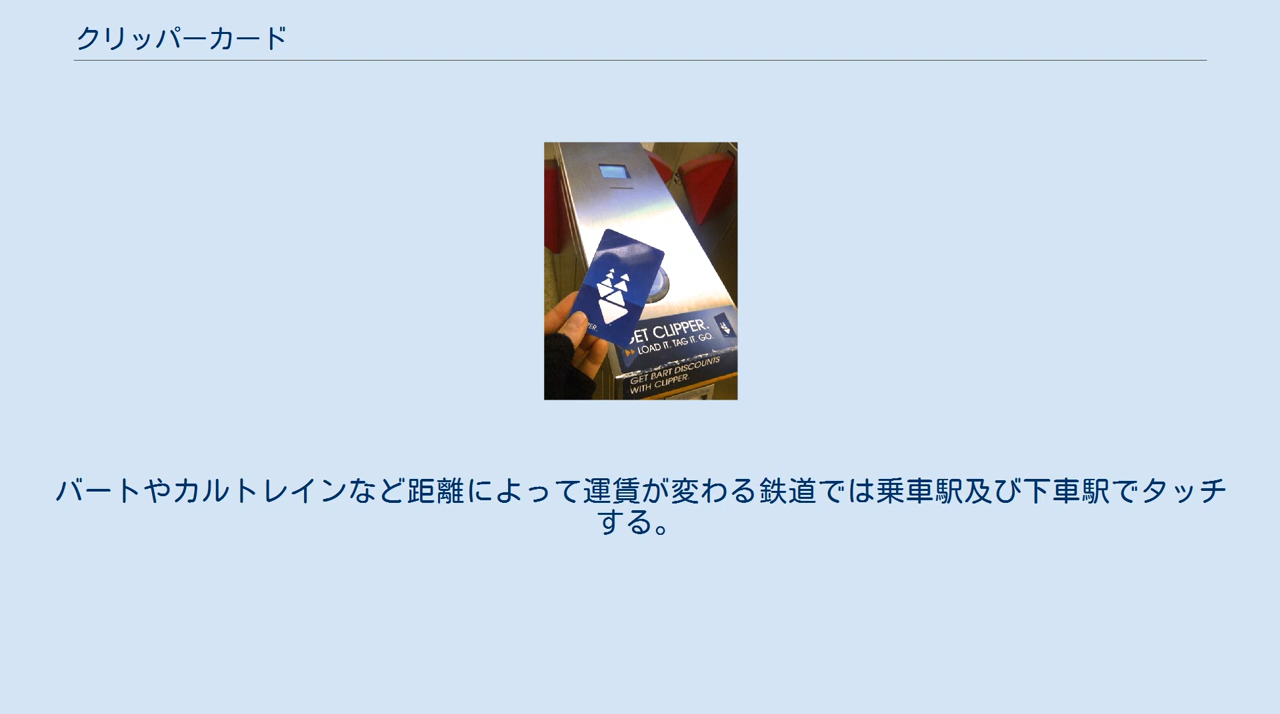 クリッパーカード
PER.
GET CLIPPER.
LOAD IT. TAG IT. GO.
GET BART DISCOUNTS
WITH CLIPPER.
バートやカルトレインなど距離によって運賃が変わる鉄道では乗車駅及び下車駅でタッチ
する。